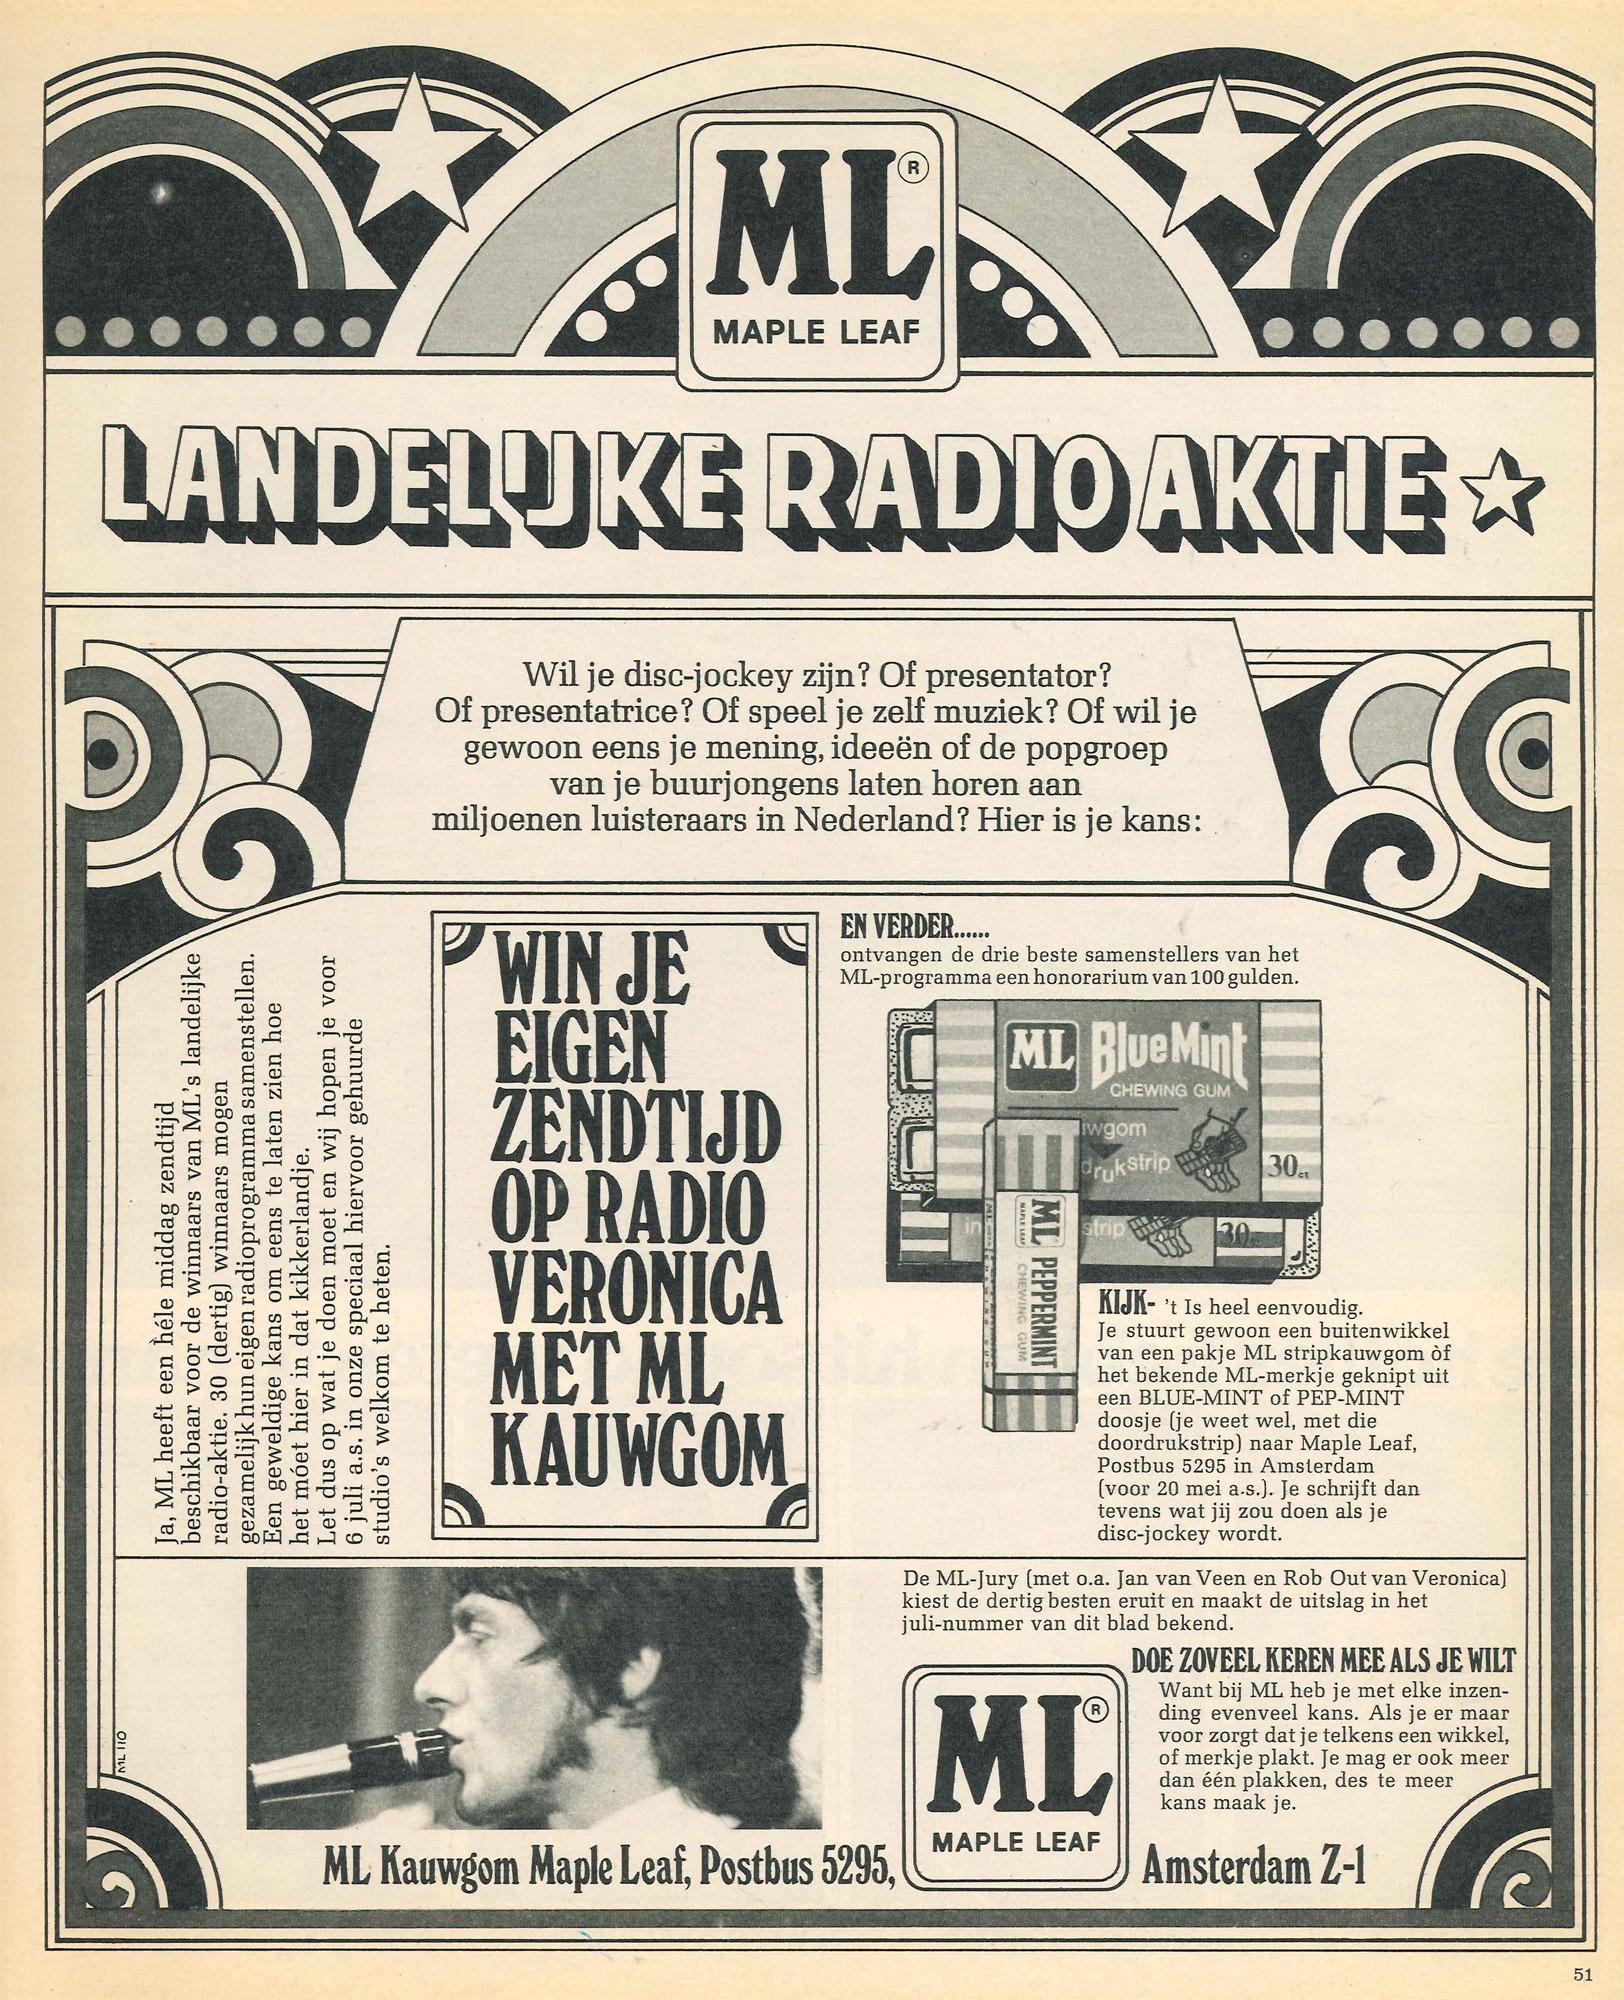 ML®
MAPLE LEAF
LANDELIJKE RADIO AKTIE
Wil je disc-jockey zijn? Of presentator?
Of presentatrice? Of speel je zelf muziek? Of wil je
gewoon eens je mening, ideeën of de popgroep
van je buurjongens laten horen aan
miljoenen luisteraars in Nederland? Hier is je kans:
Ja, ML heeft een héle middag zendtijd
beschikbaar voor de winnaars van ML's landelijke
radio-aktie. 30 (dertig) winnaars mogen
gezamelijk hun eigen radioprogramma samenstellen.
Een geweldige kans om eens te laten zien hoe
het móet hier in dat kikkerlandje.
Let dus op wat je doen moet en wij hopen je voor
6 juli a.s. in onze speciaal hiervoor gehuurde
studio's welkom te heten.
WIN JE
EIGEN
ZENDTIJD
OP RADIO
VERONICA
MET ML
KAUWGOM
EN VERDER......
ontvangen de drie beste samenstellers van het
ML-programma een honorarium van 100 gulden.
ML Blue Mint
CHEWING GUM
wgom
drukstrip
30ct
in strip 30
ML PEPPERMINT
MAPLE LEAF CHEWING GUM
KIJK- 't Is heel eenvoudig.
Je stuurt gewoon een buitenwikkel
van een pakje ML stripkauwgom òf
het bekende ML-merkje geknipt uit
een BLUE-MINT of PEP-MINT
doosje (je weet wel, met die
doordrukstrip) naar Maple Leaf,
Postbus 5295 in Amsterdam
(voor 20 mei a.s.). Je schrijft dan
tevens wat jij zou doen als je
disc-jockey wordt.
De ML-Jury (met o.a. Jan van Veen en Rob Out van Veronica)
kiest de dertig besten eruit en maakt de uitslag in het
juli-nummer van dit blad bekend.
DOE ZOVEEL KEREN MEE ALS JE WILT
Want bij ML heb je met elke inzen-
ding evenveel kans. Als je er maar
voor zorgt dat je telkens een wikkel,
of merkje plakt. Je mag er ook meer
dan één plakken, des te meer
kans maak je.
ML 110
ML®
MAPLE LEAF
ML Kauwgom Maple Leaf, Postbus 5295, Amsterdam Z-1
51